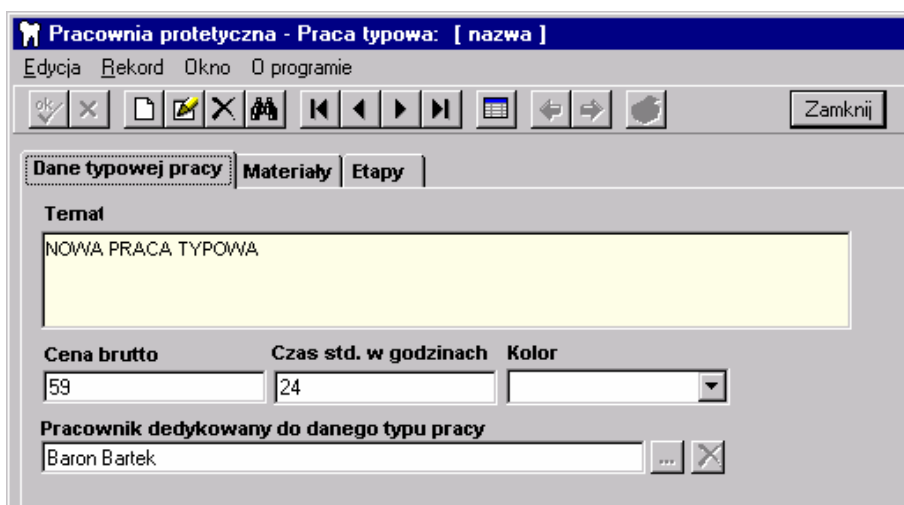 Pracownia protetyczna - Praca typowa: [ nazwa ]
Edycja Rekord Okno O programie
ok Zamknij
Dane typowej pracy Materiały Etapy
Temat
NOWA PRACA TYPOWA
Cena brutto Czas std. w godzinach Kolor
59 24
Pracownik dedykowany do danego typu pracy
Baron Bartek ...